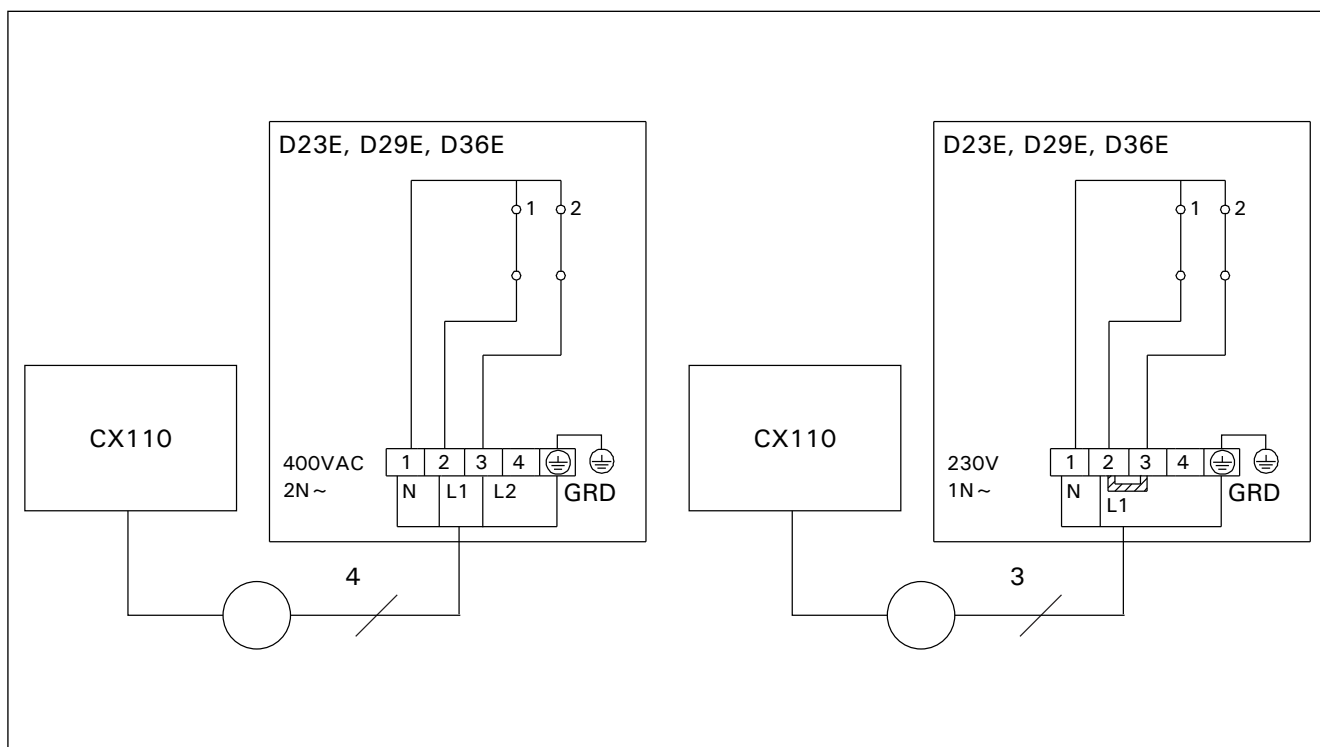 D23E, D29E, D36E
1 2
CX110
400VAC 1 2 3 4
2N~ N L1 L2 GRD
4
D23E, D29E, D36E
1 2
CX110
230V 1 2 3 4
1N~ N L1 GRD
3